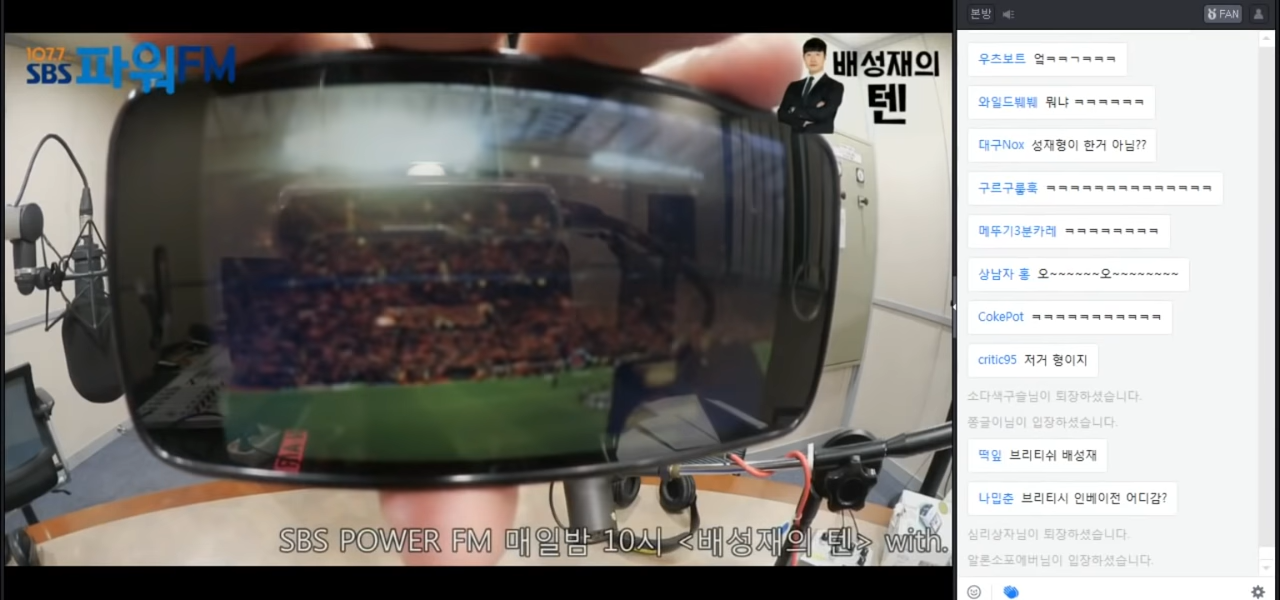 107.7
SBS 파워FM
배성재의
텐
SBS POWER FM 매일밤 10시 <배성재의 텐> with.
본방
FAN
우즈보트 엌ㅋㅋㄱㅋㅋㅋ
와일드뷐뷐 뭐냐 ㅋㅋㅋㅋㅋㅋ
대구Nox 성재형이 한거 아님??
구르구룰훅 ㅋㅋㅋㅋㅋㅋㅋㅋㅋㅋㅋㅋㅋㅋ
메뚜기3분카레 ㅋㅋㅋㅋㅋㅋㅋㅋ
상남자 홍 오~~~~~~오~~~~~~~~
CokePot ㅋㅋㅋㅋㅋㅋㅋㅋㅋㅋㅋ
critic95 저거 형이지
소다색구슬님이 퇴장하셨습니다.
쫑글이님이 입장하셨습니다.
떡잎 브리티쉬 배성재
나밉춘 브리티시 인베이전 어디감?
심리상자님이 퇴장하셨습니다.
알론소포에버님이 입장하셨습니다.